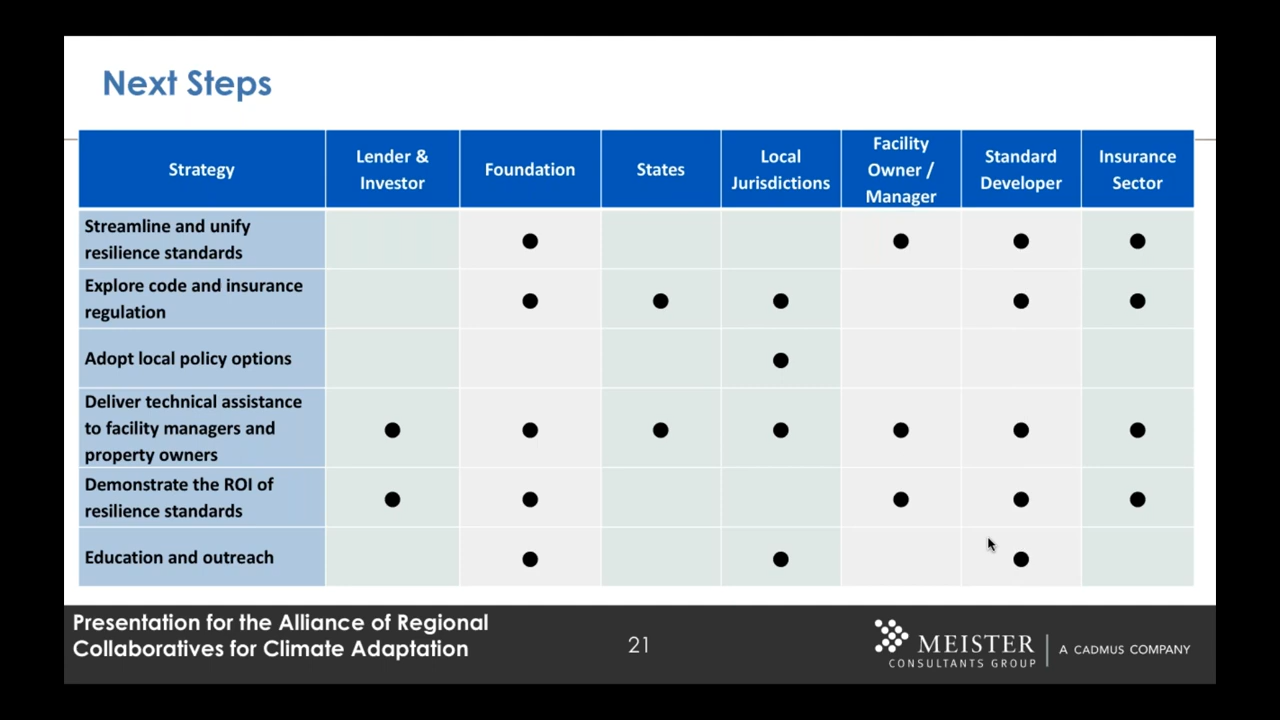 Next Steps
Strategy
Lender &
Investor
Foundation
States
Local
Jurisdictions
Facility
Owner /
Manager
Standard
Developer
Insurance
Sector
Streamline and unify
resilience standards
● ● ● ●
Explore code and insurance
regulation
● ● ● ● ●
Adopt local policy options
●
Deliver technical assistance
to facility managers and
property owners
● ● ● ● ● ● ●
Demonstrate the ROI of
resilience standards
● ● ● ● ●
Education and outreach
● ● ●
Presentation for the Alliance of Regional
Collaboratives for Climate Adaptation
21
MEISTER
CONSULTANTS GROUP
A CADMUS COMPANY